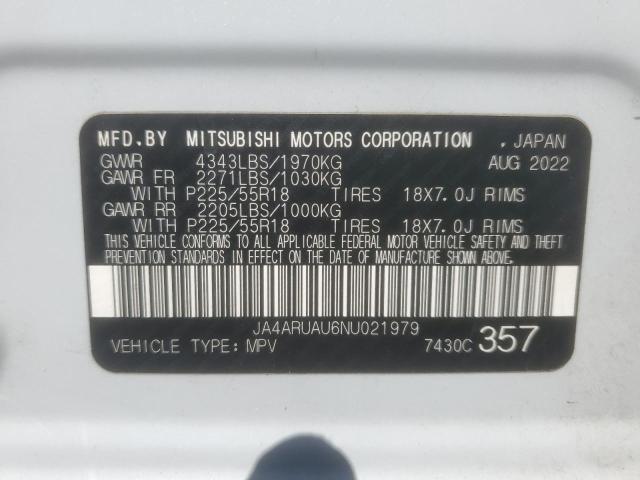 MFD.BY MITSUBISHI MOTORS CORPORATION . JAPAN
GVWR 4343LBS/1970KG AUG 2022
GAWR FR 2271LBS/1030KG
WITH P225/55R18 TIRES 18X7.0J RIMS
GAWR RR 2205LBS/1000KG
WITH P225/55R18 TIRES 18X7.0J RIMS
THIS VEHICLE CONFORMS TO ALL APPLICABLE FEDERAL MOTOR VEHICLE SAFETY AND THEFT
PREVENTION STANDARDS IN EFFECT ON THE DATE OF MANUFACTURE SHOWN ABOVE.
JA4ARUAU6NU021979
VEHICLE TYPE: MPV 7430C 357